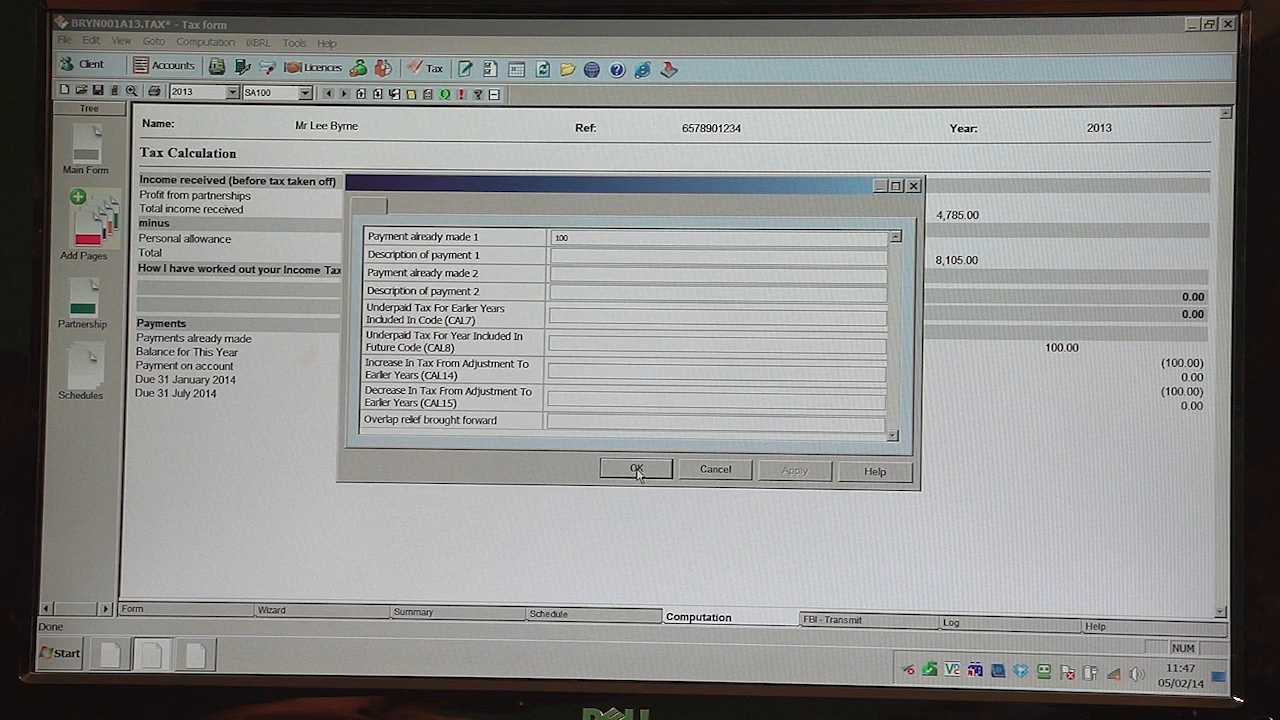 BRYN001A13.TAX* - Tax form
File Edit View Goto Computation iXBRL Tools Help
Client Accounts Licences Tax
2013 SA100
Tree
Name: Mr Lee Byrne Ref: 6578901234 Year: 2013
Main Form
Add Pages
Partnership
Schedules
Tax Calculation
Income received (before tax taken off)
Profit from partnerships
Total income received 4,785.00
minus
Personal allowance
Total 8,105.00
How I have worked out your Income Tax
0.00
0.00
Payments
Payments already made 100.00
Balance for This Year (100.00)
Payment on account 0.00
Due 31 January 2014 (100.00)
Due 31 July 2014 0.00
Payment already made 1 100
Description of payment 1
Payment already made 2
Description of payment 2
Underpaid Tax For Earlier Years
Included In Code (CAL7)
Underpaid Tax For Year Included In
Future Code (CAL8)
Increase In Tax From Adjustment To
Earlier Years (CAL14)
Decrease In Tax From Adjustment To
Earlier Years (CAL15)
Overlap relief brought forward
OK Cancel Apply Help
Form Wizard Summary Schedule Computation FBI - Transmit Log Help
Done
NUM
Start
11:47
05/02/14
DELL